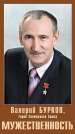 Валерий БУРКОВ,
Герой Советского Союза
МУЖЕСТВЕННОСТЬ